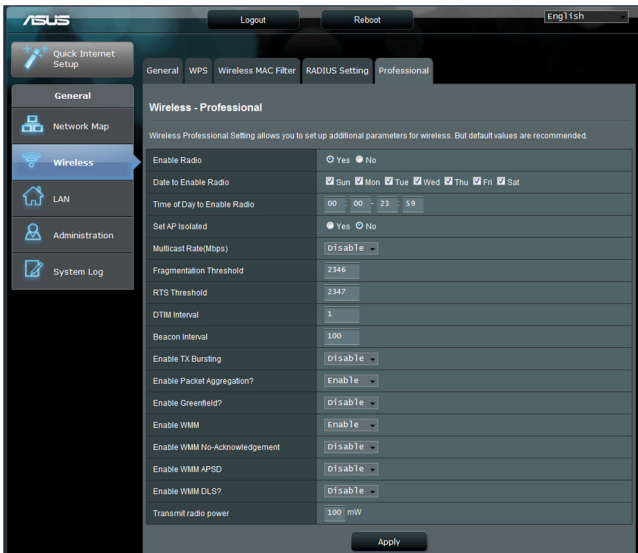 ASUS
Logout
Reboot
English
Quick Internet
Setup
General
Network Map
Wireless
LAN
Administration
System Log
General WPS Wireless MAC Filter RADIUS Setting Professional
Wireless - Professional
Wireless Professional Setting allows you to set up additional parameters for wireless. But default values are recommended.
Enable Radio Yes No
Date to Enable Radio Sun Mon Tue Wed Thu Fri Sat
Time of Day to Enable Radio 00 : 00 - 23 : 59
Set AP Isolated Yes No
Multicast Rate(Mbps) Disable
Fragmentation Threshold 2346
RTS Threshold 2347
DTIM Interval 1
Beacon Interval 100
Enable TX Bursting Disable
Enable Packet Aggregation? Enable
Enable Greenfield? Disable
Enable WMM Enable
Enable WMM No-Acknowledgement Disable
Enable WMM APSD Disable
Enable WMM DLS? Disable
Transmit radio power 100 mW
Apply